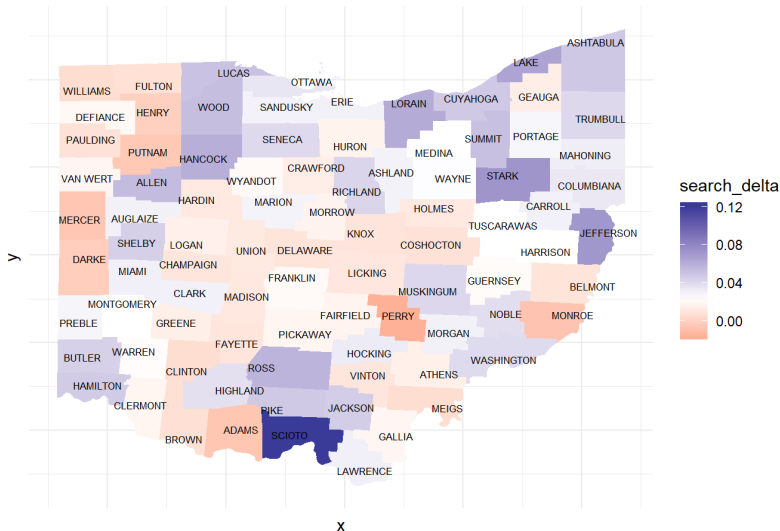 ASHTABULA
LAKE
LUCAS
OTTAWA
WILLIAMS
FULTON
GEAUGA
CUYAHOGA
ERIE
LORAIN
WOOD
SANDUSKY
HENRY
DEFIANCE
TRUMBULL
PAULDING
SENECA
SUMMIT
PORTAGE
HURON
PUTNAM
MEDINA
MAHONING
HANCOCK
CRAWFORD
ASHLAND
VAN WERT
ALLEN
WYANDOT
WAYNE
STARK
COLUMBIANA
RICHLAND
HARDIN
MARION
CARROLL
MERCER
AUGLAIZE
MORROW
HOLMES
TUSCARAWAS
JEFFERSON
KNOX
SHELBY
LOGAN
UNION
DELAWARE
COSHOCTON
HARRISON
DARKE
CHAMPAIGN
MIAMI
LICKING
FRANKLIN
GUERNSEY
BELMONT
CLARK
MADISON
MUSKINGUM
MONTGOMERY
PREBLE
GREENE
FAIRFIELD
PERRY
NOBLE
MONROE
PICKAWAY
MORGAN
FAYETTE
WARREN
HOCKING
BUTLER
WASHINGTON
ROSS
CLINTON
VINTON
ATHENS
HAMILTON
HIGHLAND
CLERMONT
PIKE
JACKSON
MEIGS
ADAMS
SCIOTO
BROWN
GALLIA
LAWRENCE
x
y
search_delta
0.12
0.08
0.04
0.00